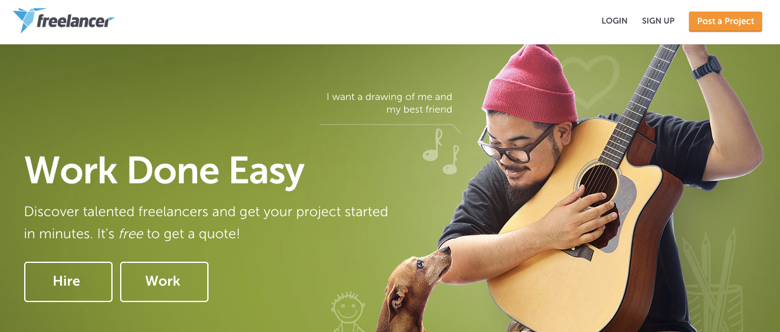 freelancer
LOGIN
SIGN UP
Post a Project
I want a drawing of me and
my best friend
Work Done Easy
Discover talented freelancers and get your project started
in minutes. It's free to get a quote!
Hire
Work